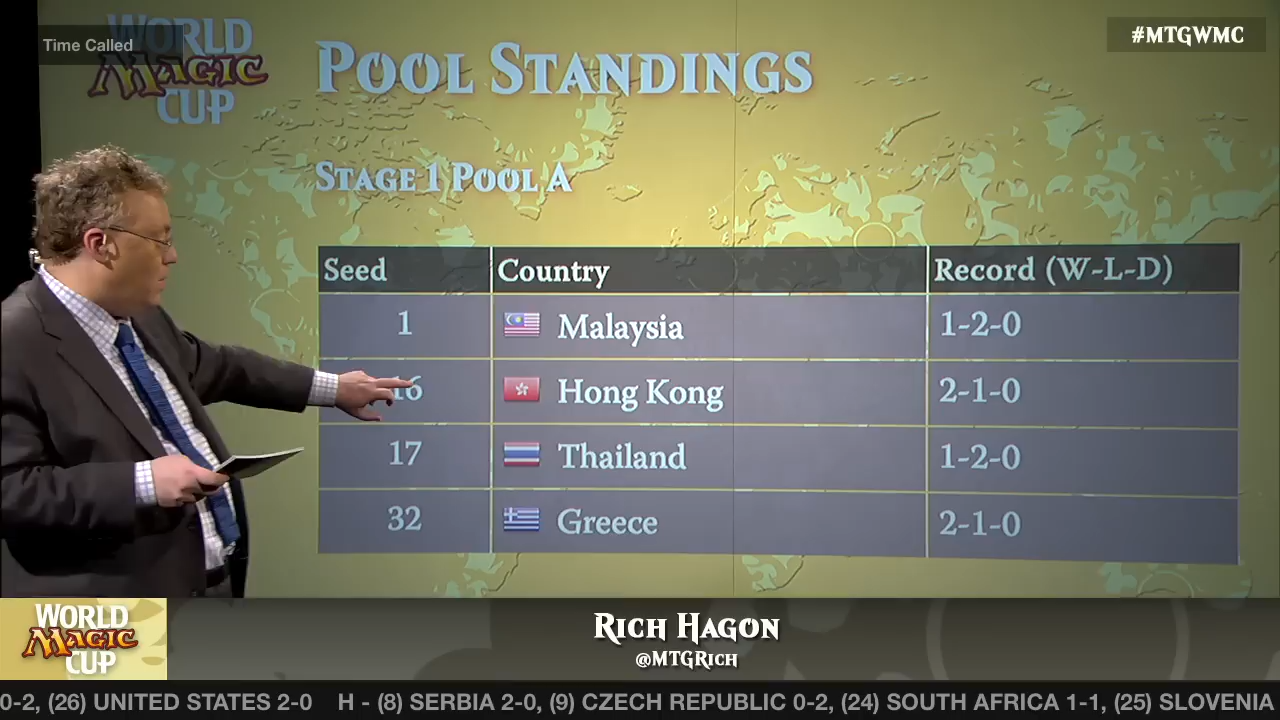 Time Called
WORLD
MAGIC
CUP
#MTGWMC
POOL STANDINGS
STAGE 1 POOL A
Seed Country Record (W-L-D)
1 Malaysia 1-2-0
16 Hong Kong 2-1-0
17 Thailand 1-2-0
32 Greece 2-1-0
WORLD
MAGIC
CUP
RICH HAGON
@MTGRICH
0-2, (26) UNITED STATES 2-0 H - (8) SERBIA 2-0, (9) CZECH REPUBLIC 0-2, (24) SOUTH AFRICA 1-1, (25) SLOVENIA